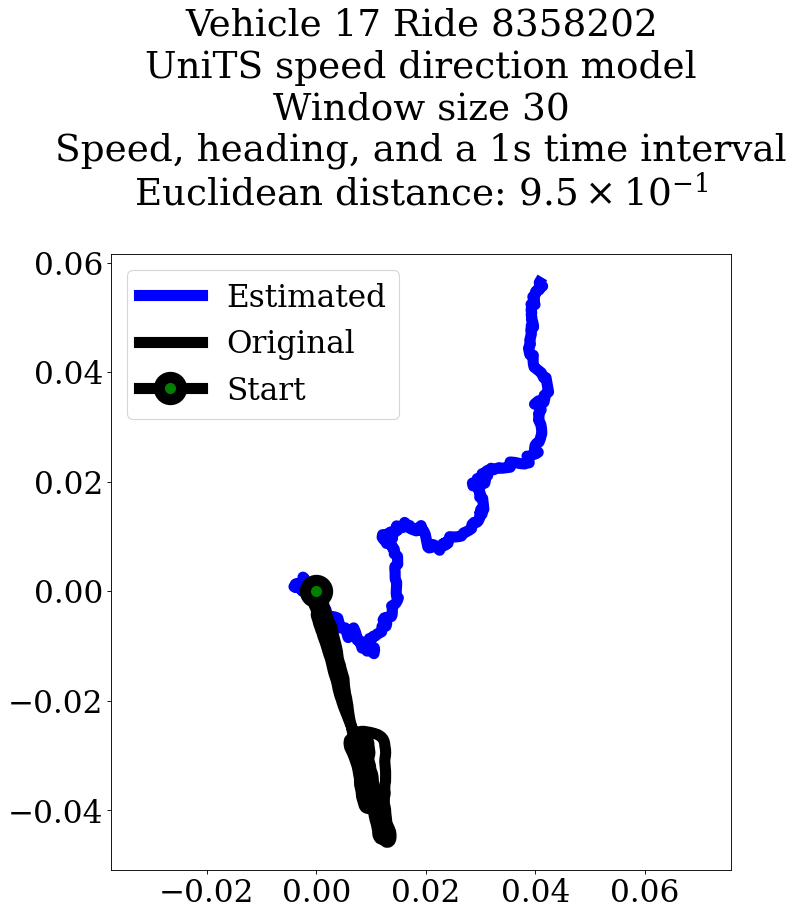 Vehicle 17 Ride 8358202
UniTS speed direction model
Window size 30
Speed, heading, and a 1s time interval
Euclidean distance: 9.5 × 10⁻¹
0.06
0.04
0.02
0.00
−0.02
−0.04
Estimated
Original
Start
−0.02 0.00 0.02 0.04 0.06